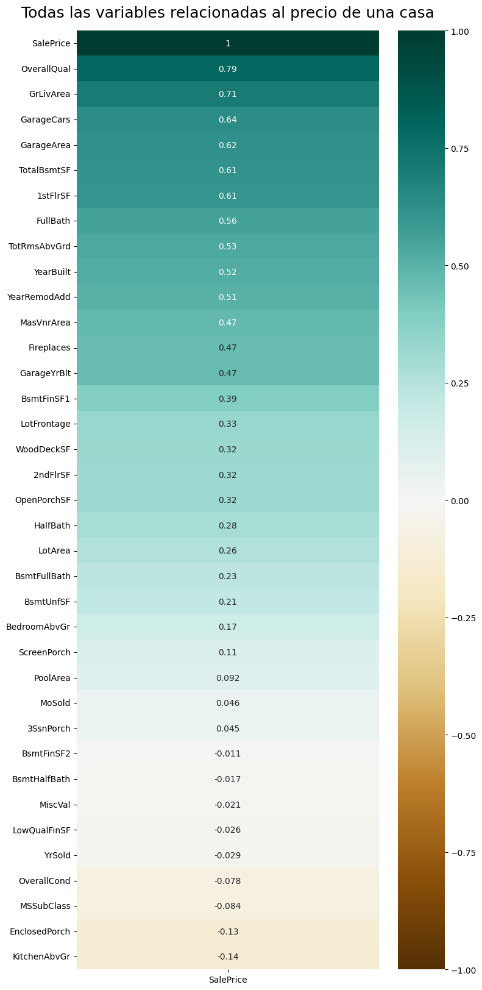 Todas las variables relacionadas al precio de una casa
SalePrice 1
OverallQual 0.79
GrLivArea 0.71
GarageCars 0.64
GarageArea 0.62
TotalBsmtSF 0.61
1stFlrSF 0.61
FullBath 0.56
TotRmsAbvGrd 0.53
YearBuilt 0.52
YearRemodAdd 0.51
MasVnrArea 0.47
Fireplaces 0.47
GarageYrBlt 0.47
BsmtFinSF1 0.39
LotFrontage 0.33
WoodDeckSF 0.32
2ndFlrSF 0.32
OpenPorchSF 0.32
HalfBath 0.28
LotArea 0.26
BsmtFullBath 0.23
BsmtUnfSF 0.21
BedroomAbvGr 0.17
ScreenPorch 0.11
PoolArea 0.092
MoSold 0.046
3SsnPorch 0.045
BsmtFinSF2 -0.011
BsmtHalfBath -0.017
MiscVal -0.021
LowQualFinSF -0.026
YrSold -0.029
OverallCond -0.078
MSSubClass -0.084
EnclosedPorch -0.13
KitchenAbvGr -0.14
SalePrice
1.00
0.75
0.50
0.25
0.00
−0.25
−0.50
−0.75
−1.00